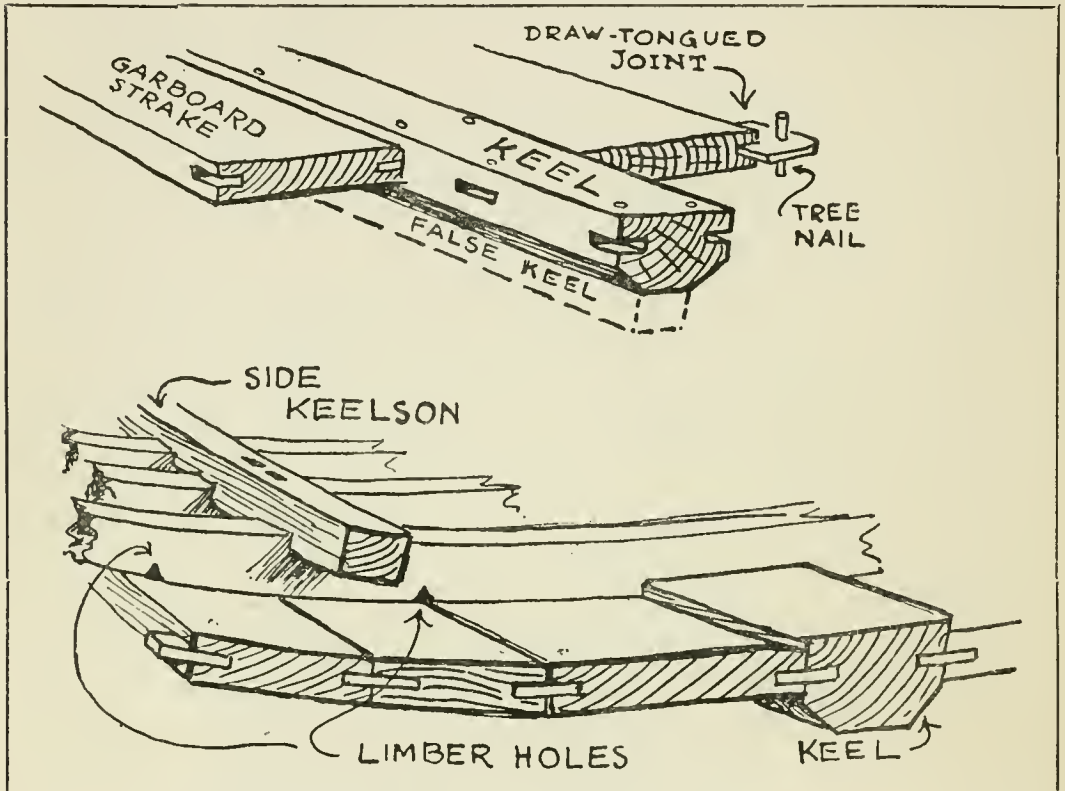 DRAW-TONGUED
JOINT
GARBOARD
STRAKE
KEEL
TREE
NAIL
FALSE KEEL
SIDE
KEELSON
LIMBER HOLES
KEEL